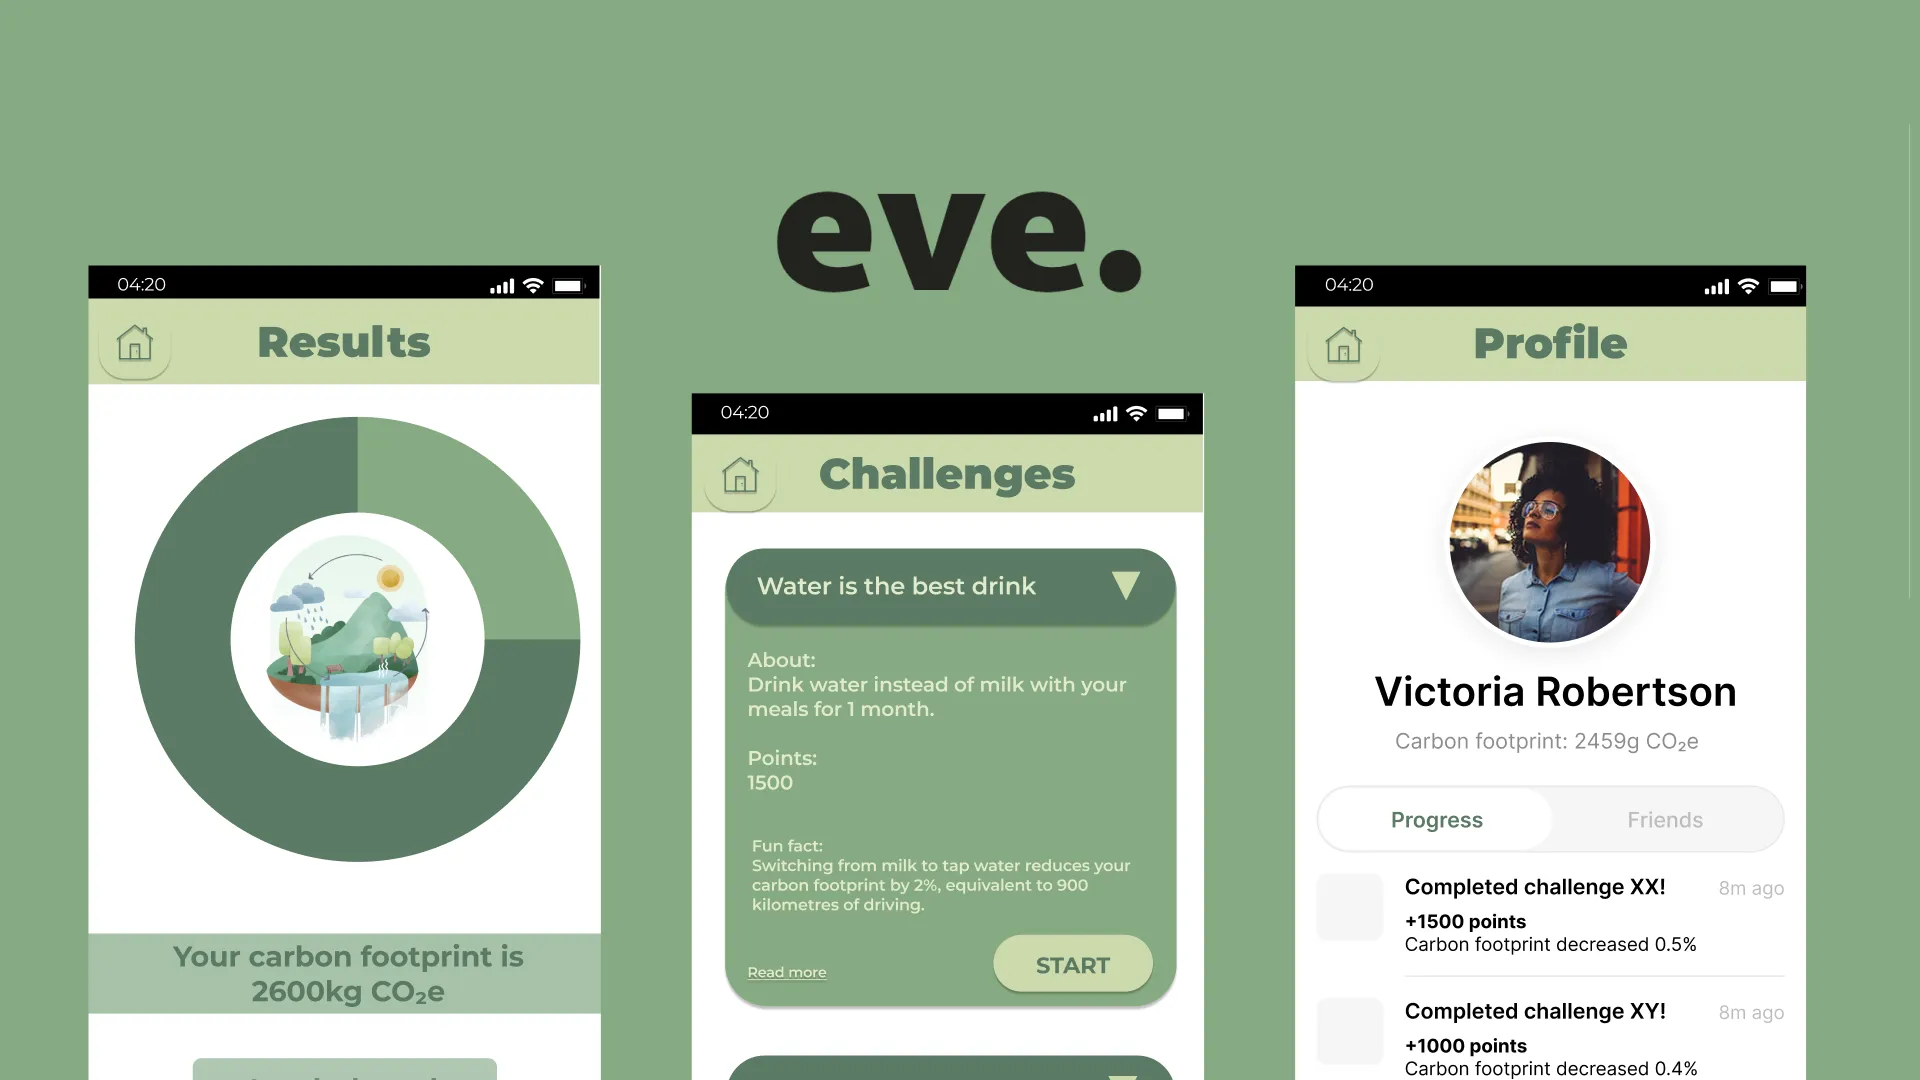 eve.
04:20
Results
Your carbon footprint is
2600kg CO₂e
04:20
Challenges
Water is the best drink
About:
Drink water instead of milk with your
meals for 1 month.
Points:
1500
Fun fact:
Switching from milk to tap water reduces your
carbon footprint by 2%, equivalent to 900
kilometres of driving.
Read more
START
04:20
Profile
Victoria Robertson
Carbon footprint: 2459g CO₂e
Progress
Friends
Completed challenge XX!
8m ago
+1500 points
Carbon footprint decreased 0.5%
Completed challenge XY!
8m ago
+1000 points
Carbon footprint decreased 0.4%